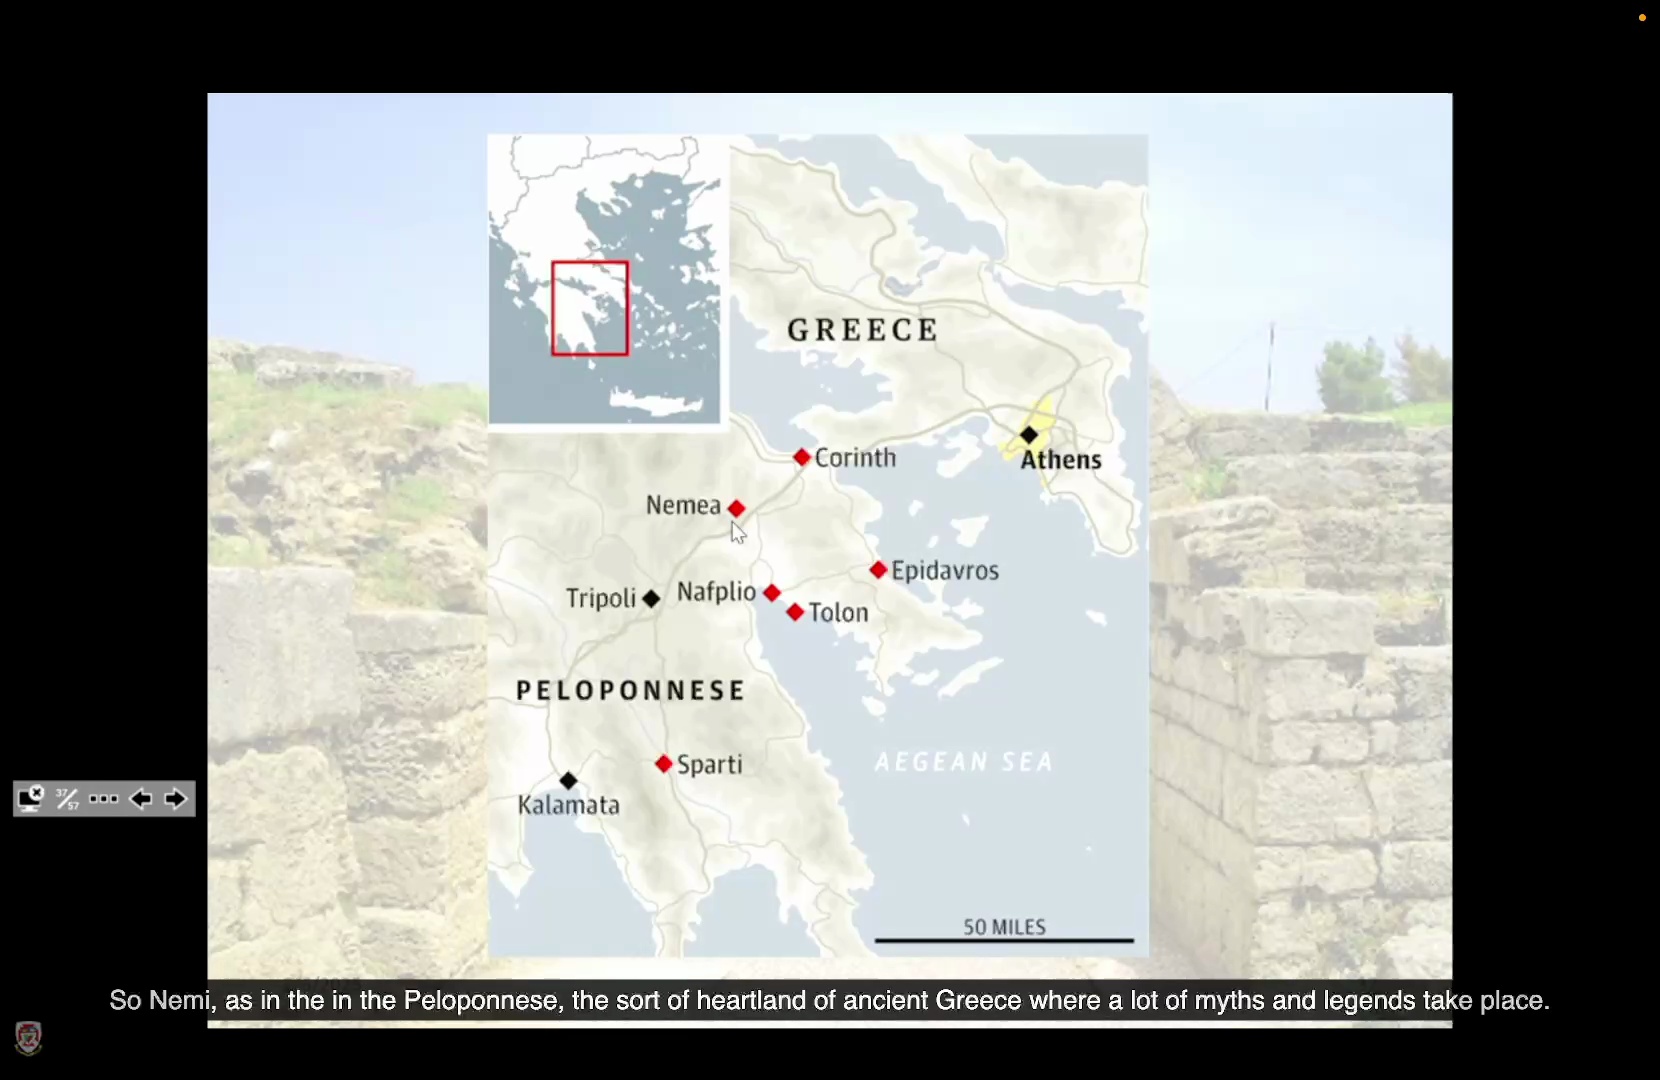 GREECE
Corinth
Athens
Nemea
Epidavros
Tripoli
Nafplio
Tolon
PELOPONNESE
AEGEAN SEA
Sparti
Kalamata
50 MILES
37/57
So Nemi, as in the in the Peloponnese, the sort of heartland of ancient Greece where a lot of myths and legends take place.